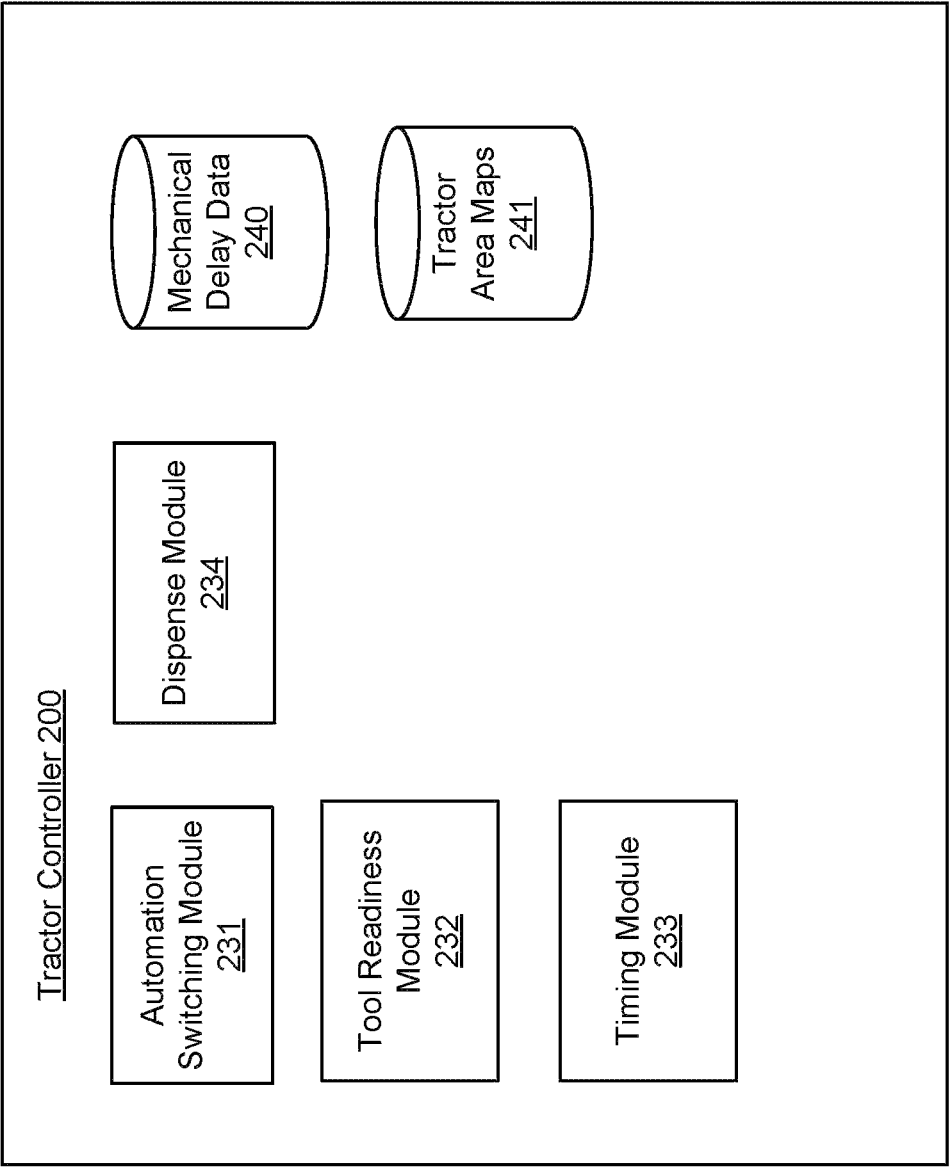 Tractor Controller 200
Automation
Switching Module
231
Dispense Module
234
Mechanical
Delay Data
240
Tool Readiness
Module
232
Tractor
Area Maps
241
Timing Module
233